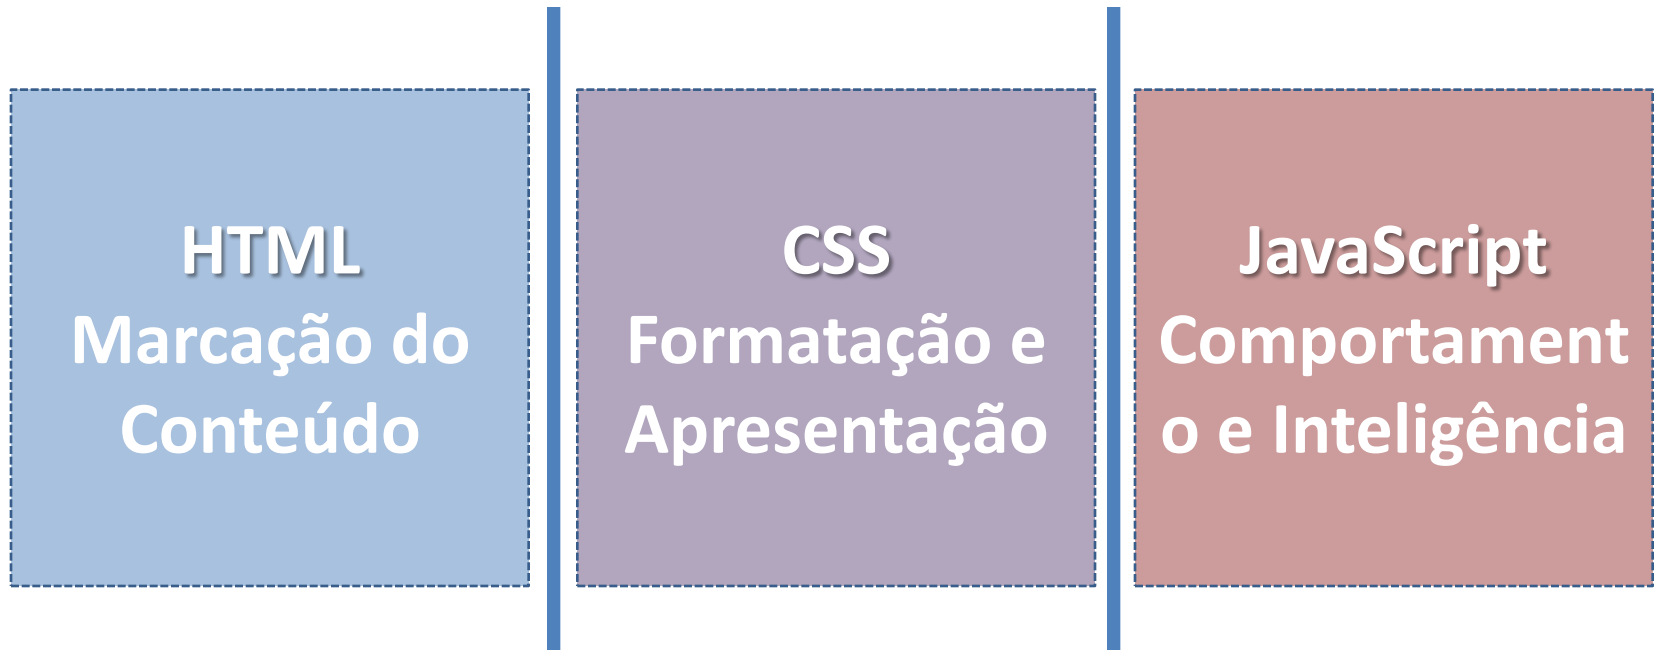 HTML
Marcação do
Conteúdo
CSS
Formatação e
Apresentação
JavaScript
Comportament
o e Inteligência